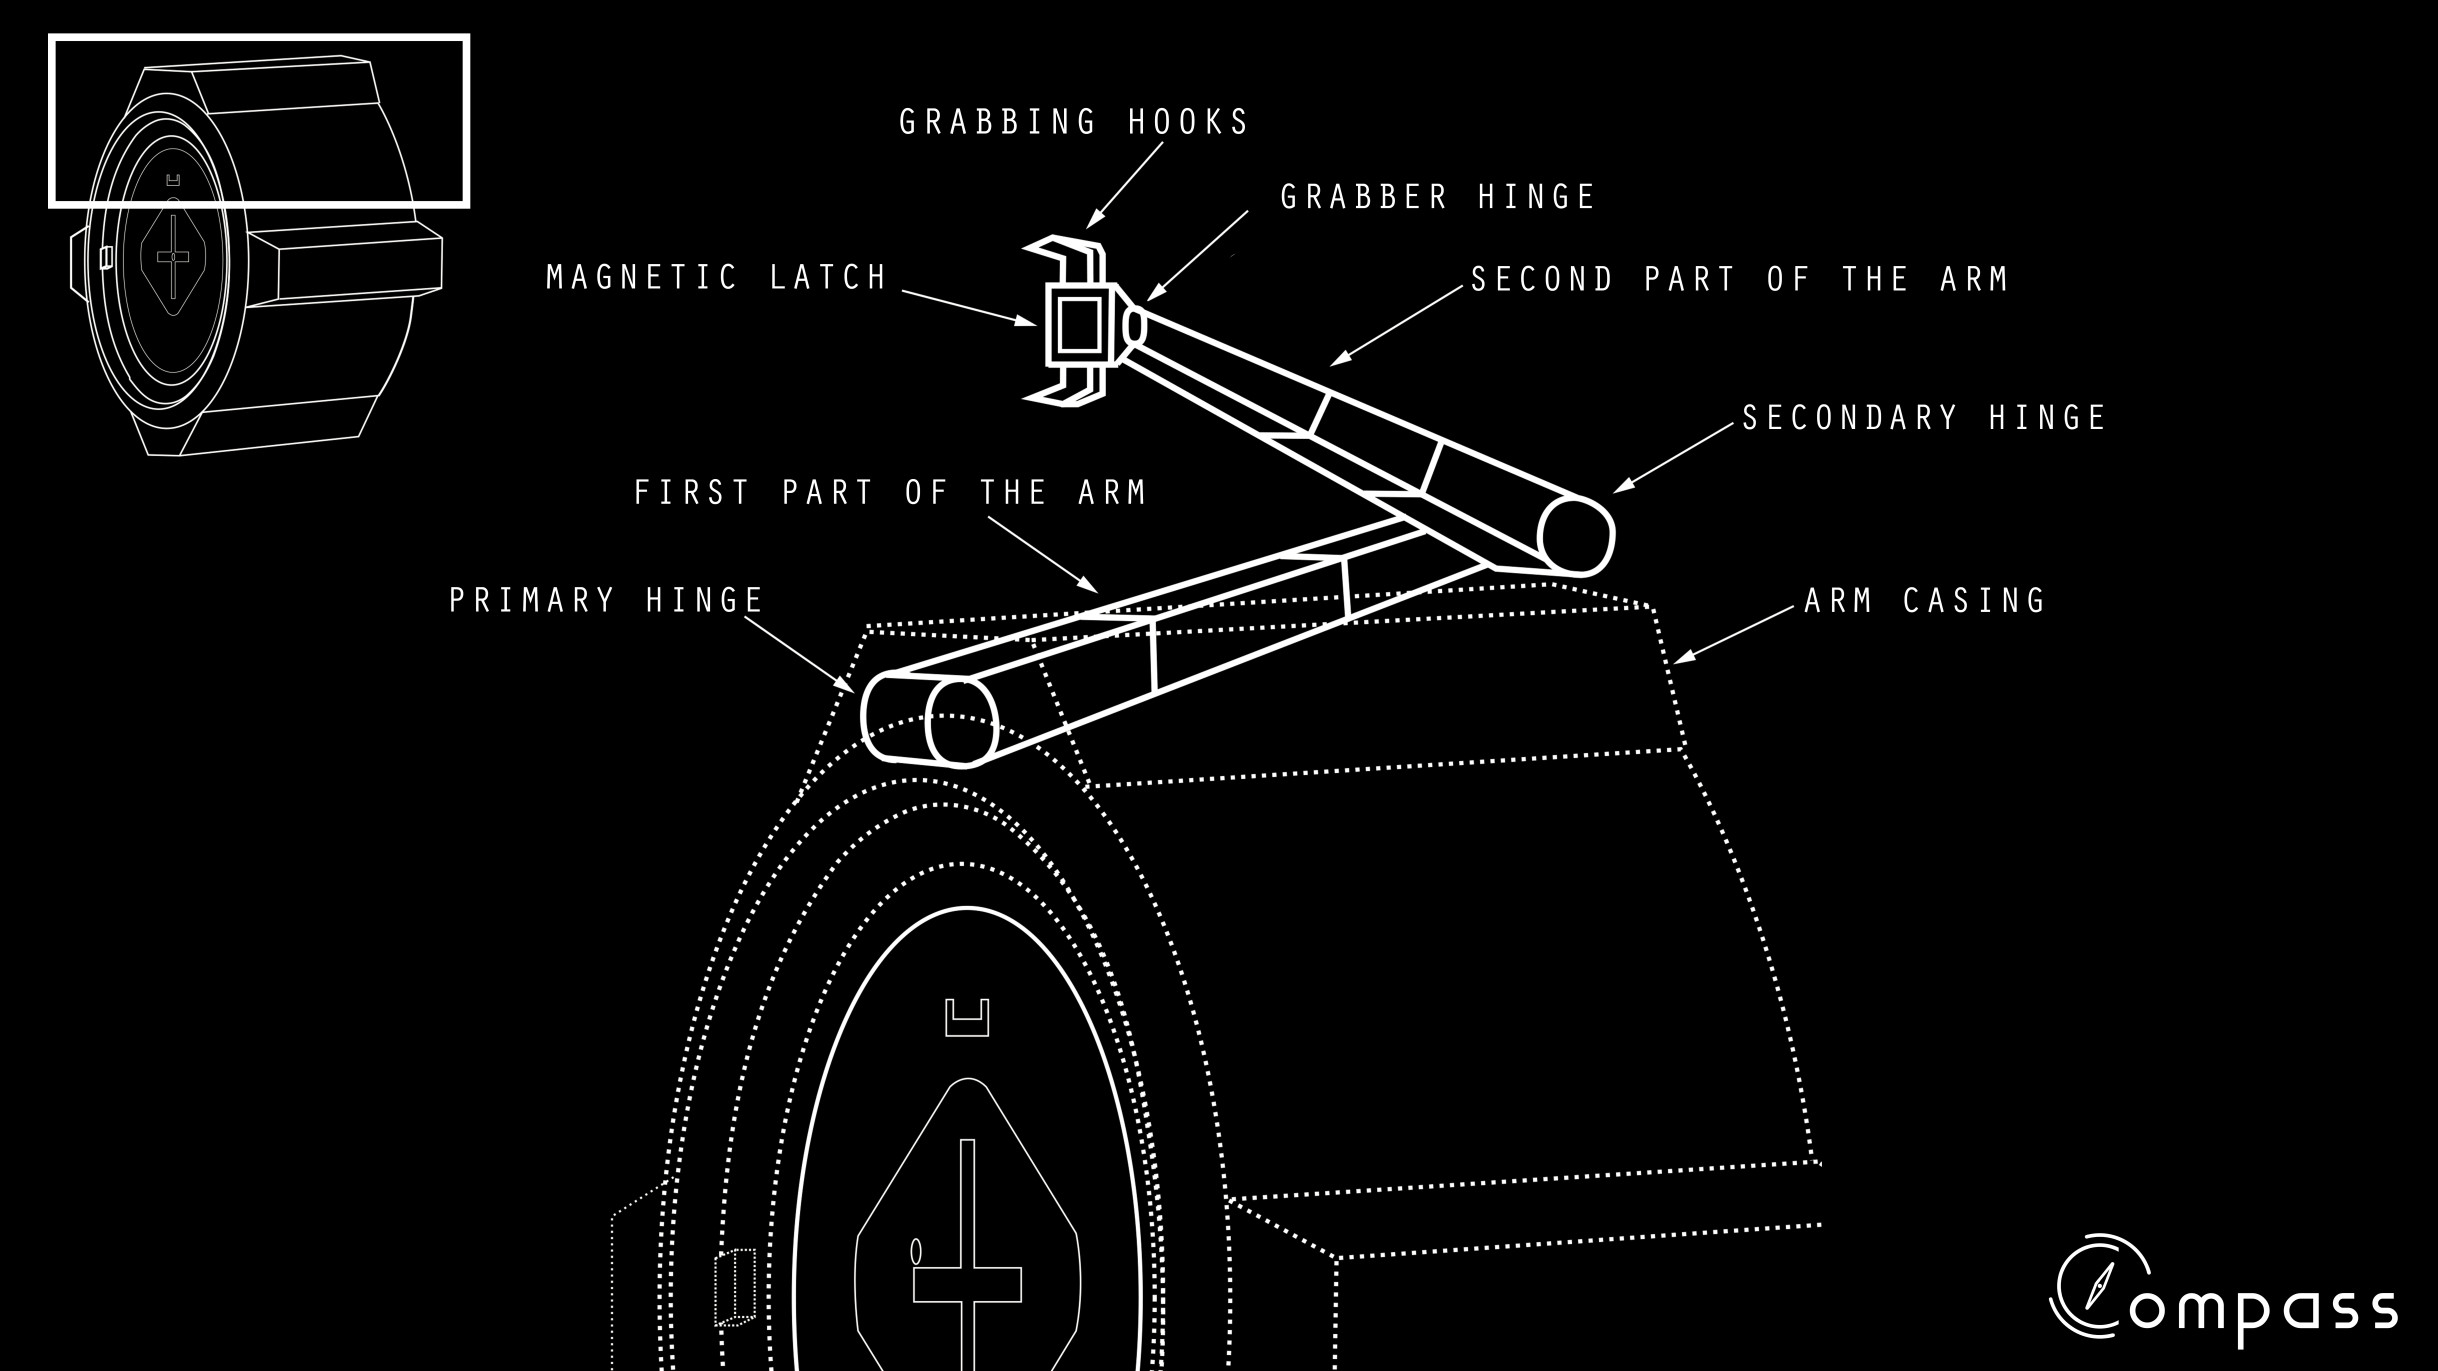 GRABBING HOOKS
GRABBER HINGE
MAGNETIC LATCH
SECOND PART OF THE ARM
SECONDARY HINGE
FIRST PART OF THE ARM
PRIMARY HINGE
ARM CASING
Compass